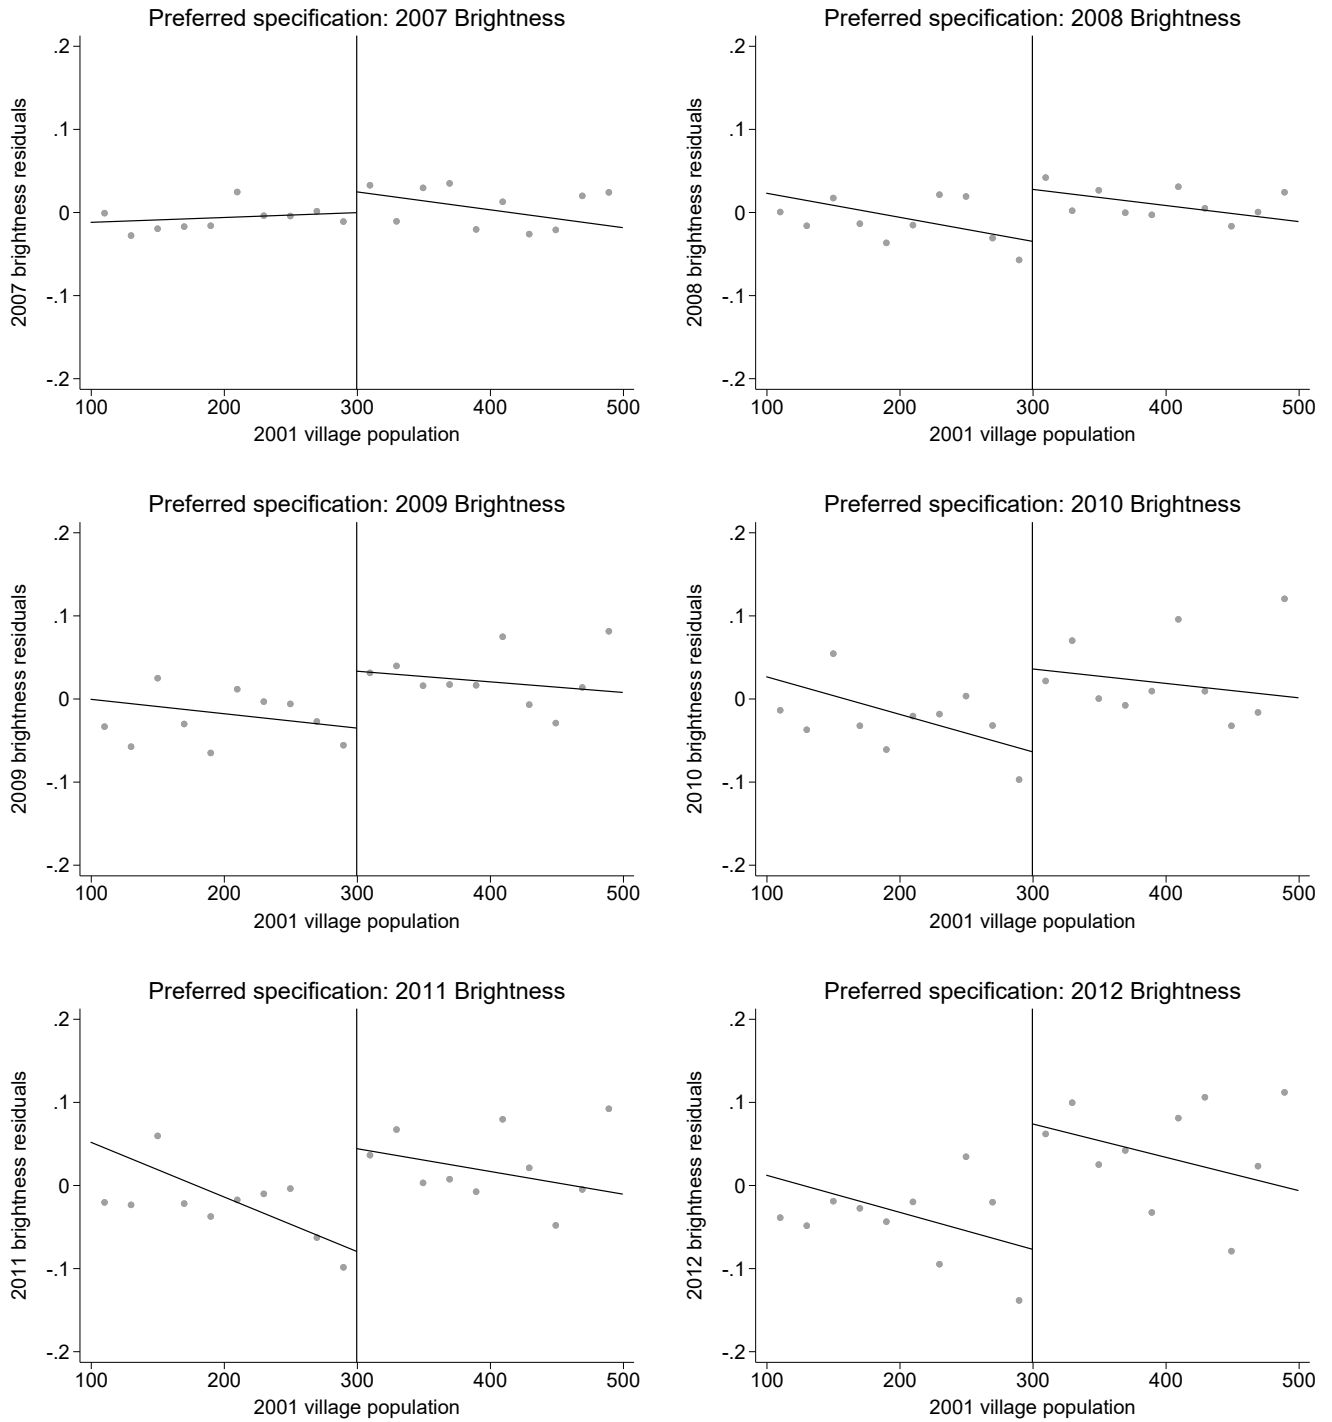 Preferred specification: 2007 Brightness
2007 brightness residuals
.2
.1
0
-.1
-.2
100 200 300 400 500
2001 village population
Preferred specification: 2008 Brightness
2008 brightness residuals
.2
.1
0
-.1
-.2
100 200 300 400 500
2001 village population
Preferred specification: 2009 Brightness
2009 brightness residuals
.2
.1
0
-.1
-.2
100 200 300 400 500
2001 village population
Preferred specification: 2010 Brightness
2010 brightness residuals
.2
.1
0
-.1
-.2
100 200 300 400 500
2001 village population
Preferred specification: 2011 Brightness
2011 brightness residuals
.2
.1
0
-.1
-.2
100 200 300 400 500
2001 village population
Preferred specification: 2012 Brightness
2012 brightness residuals
.2
.1
0
-.1
-.2
100 200 300 400 500
2001 village population